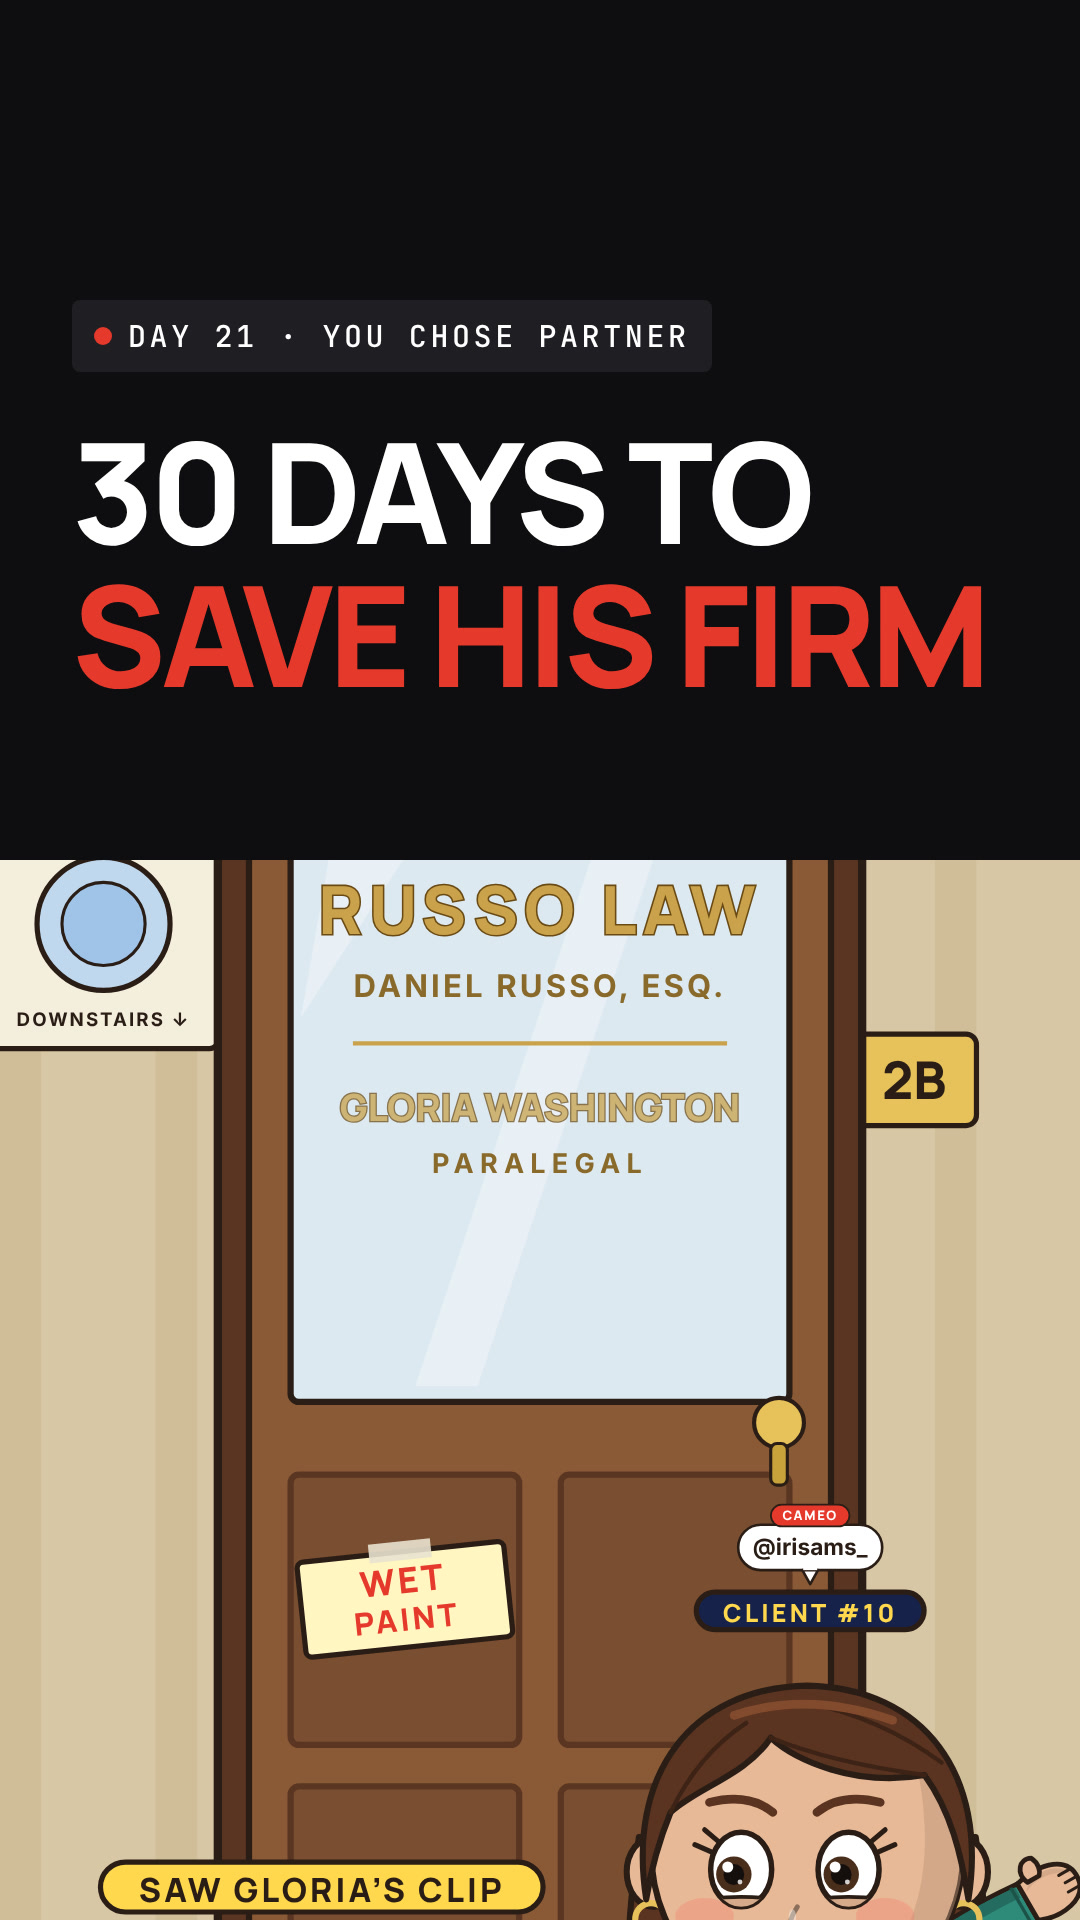 DAY 21 · YOU CHOSE PARTNER
30 DAYS TO
SAVE HIS FIRM
RUSSO LAW
DANIEL RUSSO, ESQ.
DOWNSTAIRS ↓
GLORIA WASHINGTON
2B
PARALEGAL
CAMEO
@irisams_
CLIENT #10
WET
PAINT
SAW GLORIA’S CLIP